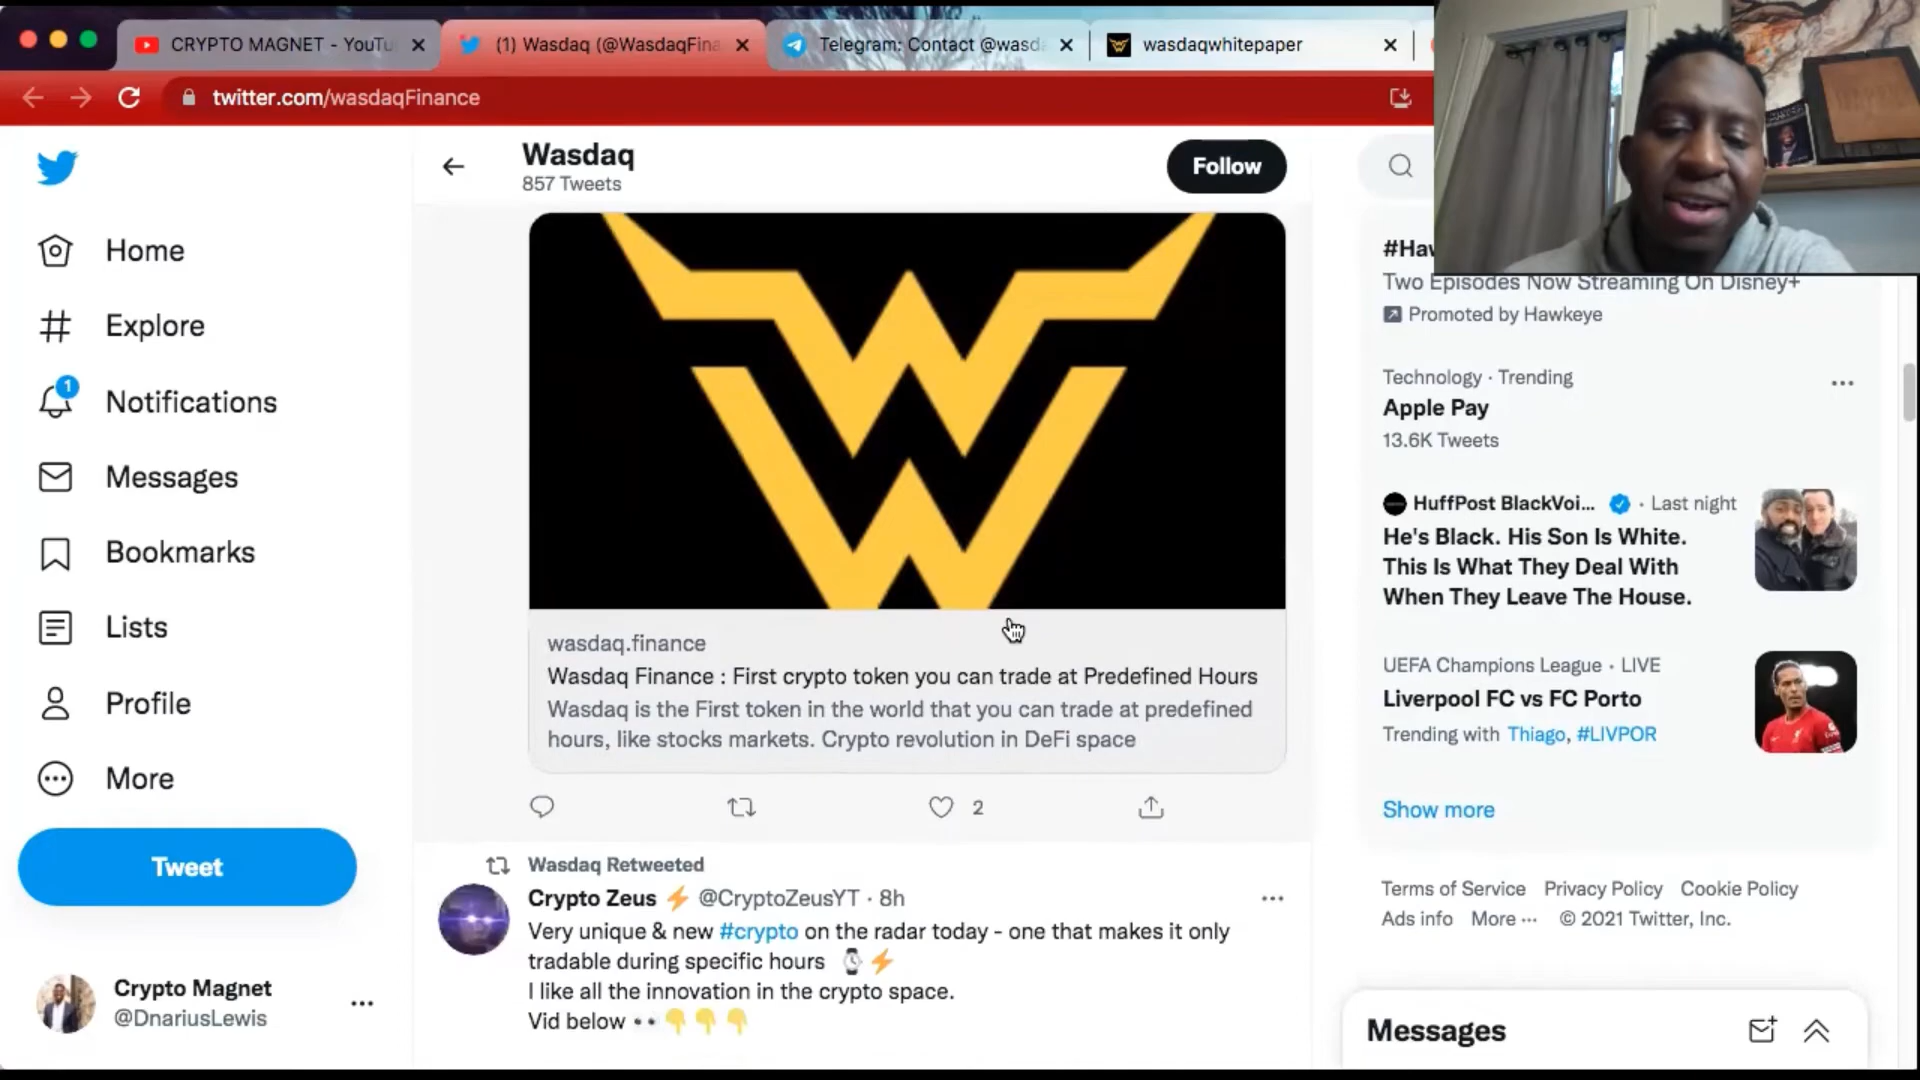 CRYPTO MAGNET - YouTu
(1) Wasdaq (@WasdaqFina
Telegram: Contact @wasda
wasdaqwhitepaper
twitter.com/wasdaqFinance
Wasdaq
857 Tweets
Follow
Home
Explore
1
Notifications
Messages
Bookmarks
Lists
Profile
More
Tweet
Crypto Magnet
@DnariusLewis
wasdaq.finance
Wasdaq Finance : First crypto token you can trade at Predefined Hours
Wasdaq is the First token in the world that you can trade at predefined
hours, like stocks markets. Crypto revolution in DeFi space
2
Wasdaq Retweeted
Crypto Zeus ⚡ @CryptoZeusYT · 8h
Very unique & new #crypto on the radar today - one that makes it only
tradable during specific hours ⌚⚡
I like all the innovation in the crypto space.
Vid below 👀👇👇👇
#Haw
Two Episodes Now Streaming On Disney+
Promoted by Hawkeye
Technology · Trending
Apple Pay
13.6K Tweets
HuffPost BlackVoi... · Last night
He's Black. His Son Is White.
This Is What They Deal With
When They Leave The House.
UEFA Champions League · LIVE
Liverpool FC vs FC Porto
Trending with Thiago, #LIVPOR
Show more
Terms of Service Privacy Policy Cookie Policy
Ads info More ··· © 2021 Twitter, Inc.
Messages